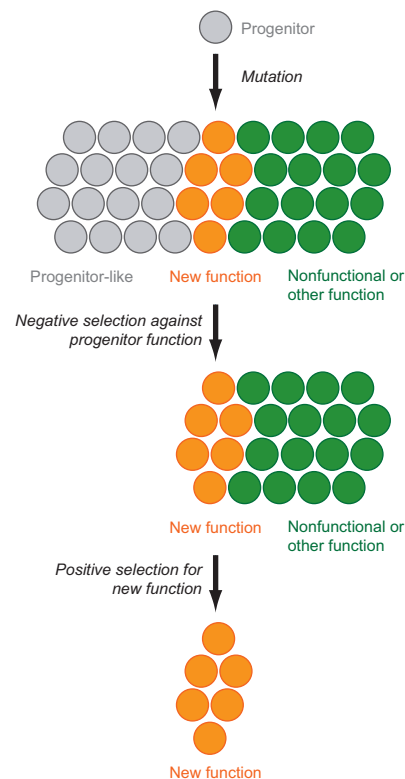 Progenitor
Mutation
Progenitor-like
New function
Nonfunctional or
other function
Negative selection against
progenitor function
New function
Nonfunctional or
other function
Positive selection for
new function
New function